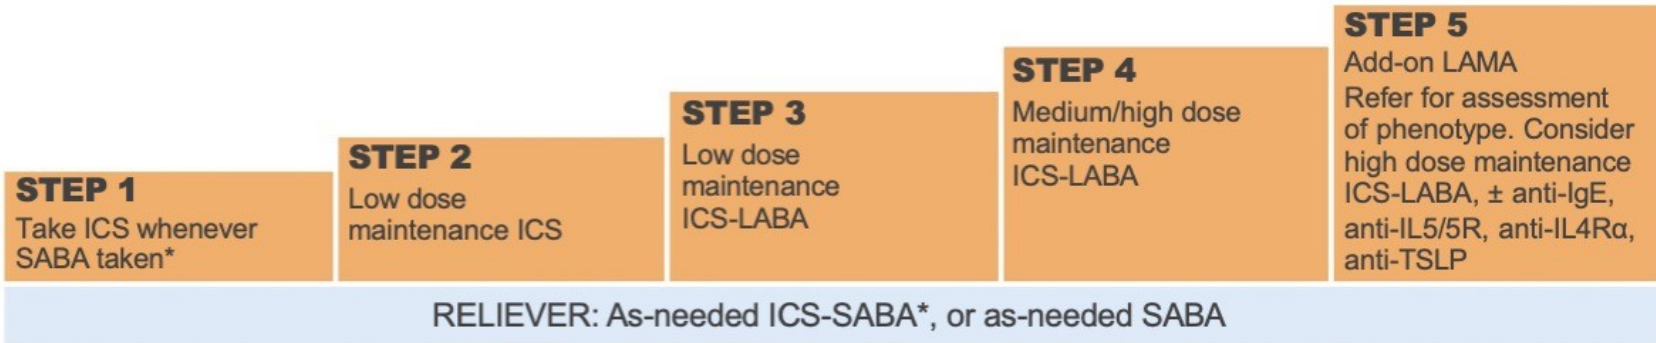 STEP 1
Take ICS whenever
SABA taken*
STEP 2
Low dose
maintenance ICS
STEP 3
Low dose
maintenance
ICS-LABA
STEP 4
Medium/high dose
maintenance
ICS-LABA
STEP 5
Add-on LAMA
Refer for assessment
of phenotype. Consider
high dose maintenance
ICS-LABA, ± anti-IgE,
anti-IL5/5R, anti-IL4Rα,
anti-TSLP
RELIEVER: As-needed ICS-SABA*, or as-needed SABA